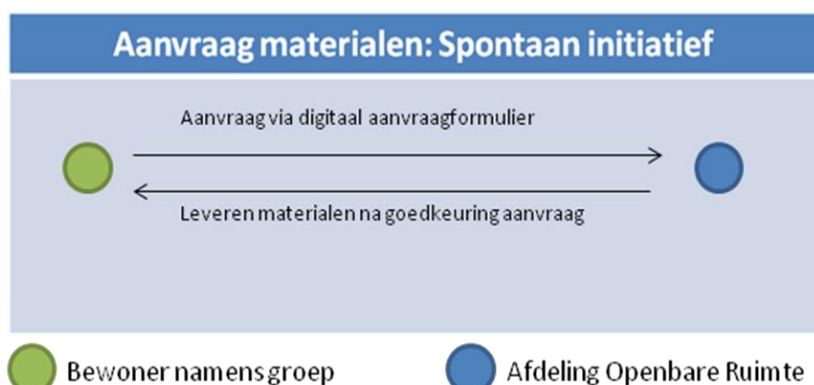 Aanvraag materialen: Spontaan initiatief
Aanvraag via digitaal aanvraagformulier
Leveren materialen na goedkeuring aanvraag
Bewoner namens groep
Afdeling Openbare Ruimte